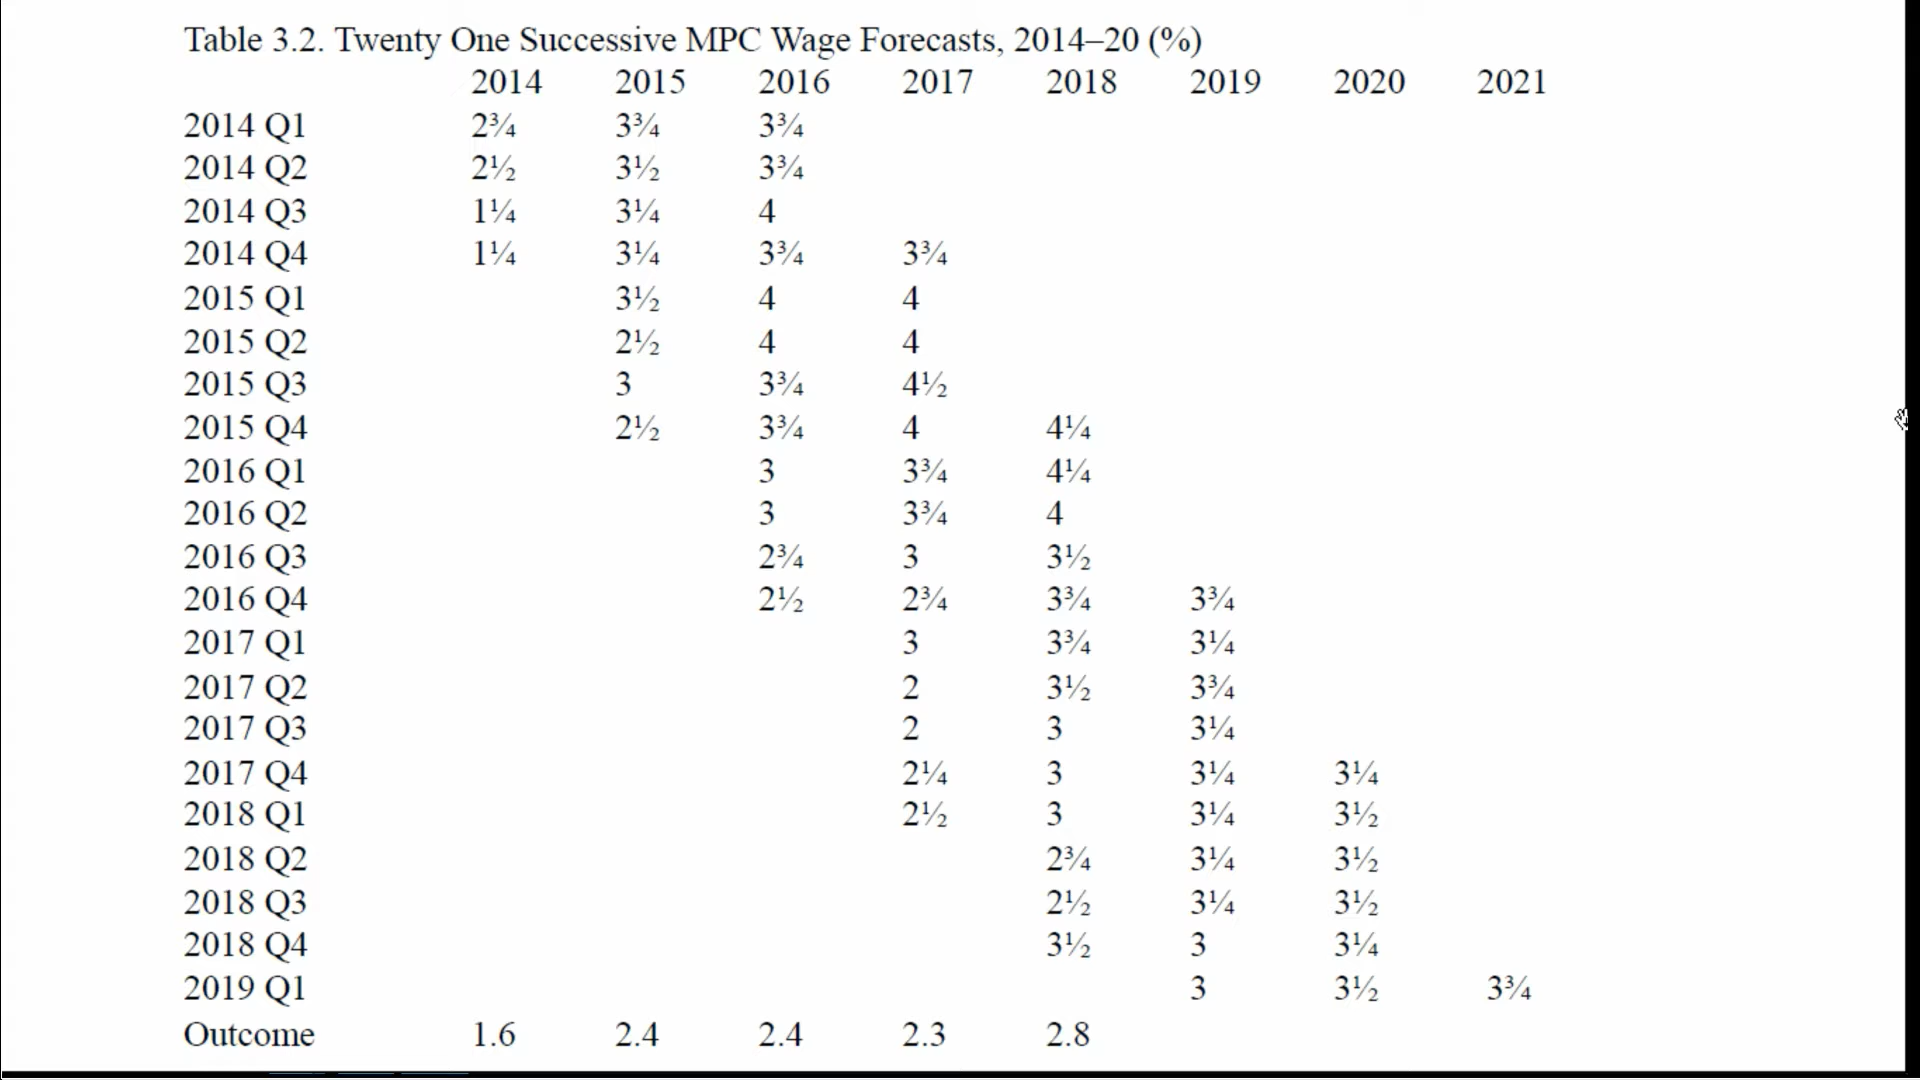 Table 3.2. Twenty One Successive MPC Wage Forecasts, 2014–20 (%)
2014 2015 2016 2017 2018 2019 2020 2021
2014 Q1 2¾ 3¾ 3¾
2014 Q2 2½ 3½ 3¾
2014 Q3 1¼ 3¼ 4
2014 Q4 1¼ 3¼ 3¾ 3¾
2015 Q1 3½ 4 4
2015 Q2 2½ 4 4
2015 Q3 3 3¾ 4½
2015 Q4 2½ 3¾ 4 4¼
2016 Q1 3 3¾ 4¼
2016 Q2 3 3¾ 4
2016 Q3 2¾ 3 3½
2016 Q4 2½ 2¾ 3¾ 3¾
2017 Q1 3 3¾ 3¼
2017 Q2 2 3½ 3¾
2017 Q3 2 3 3¼
2017 Q4 2¼ 3 3¼ 3¼
2018 Q1 2½ 3 3¼ 3½
2018 Q2 2¾ 3¼ 3½
2018 Q3 2½ 3¼ 3½
2018 Q4 3½ 3 3¼
2019 Q1 3 3½ 3¾
Outcome 1.6 2.4 2.4 2.3 2.8